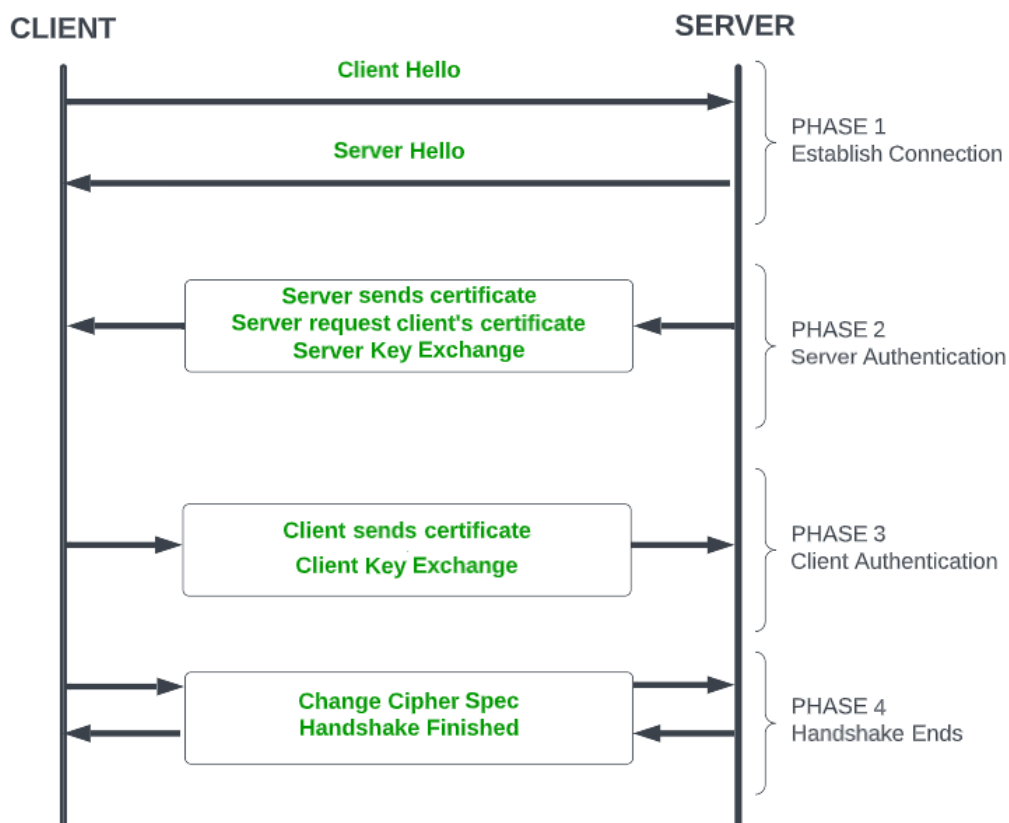 CLIENT
SERVER
Client Hello
PHASE 1
Establish Connection
Server Hello
Server sends certificate
Server request client's certificate
Server Key Exchange
PHASE 2
Server Authentication
Client sends certificate
Client Key Exchange
PHASE 3
Client Authentication
Change Cipher Spec
Handshake Finished
PHASE 4
Handshake Ends